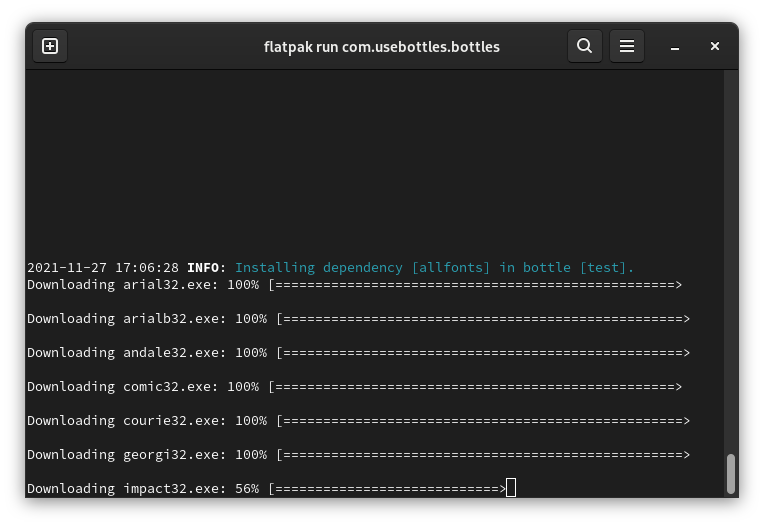 flatpak run com.usebottles.bottles
2021-11-27 17:06:28 INFO: Installing dependency [allfonts] in bottle [test].
Downloading arial32.exe: 100% [==================================================>
Downloading arialb32.exe: 100% [==================================================>
Downloading andale32.exe: 100% [==================================================>
Downloading comic32.exe: 100% [==================================================>
Downloading courie32.exe: 100% [==================================================>
Downloading georgi32.exe: 100% [==================================================>
Downloading impact32.exe: 56% [============================>